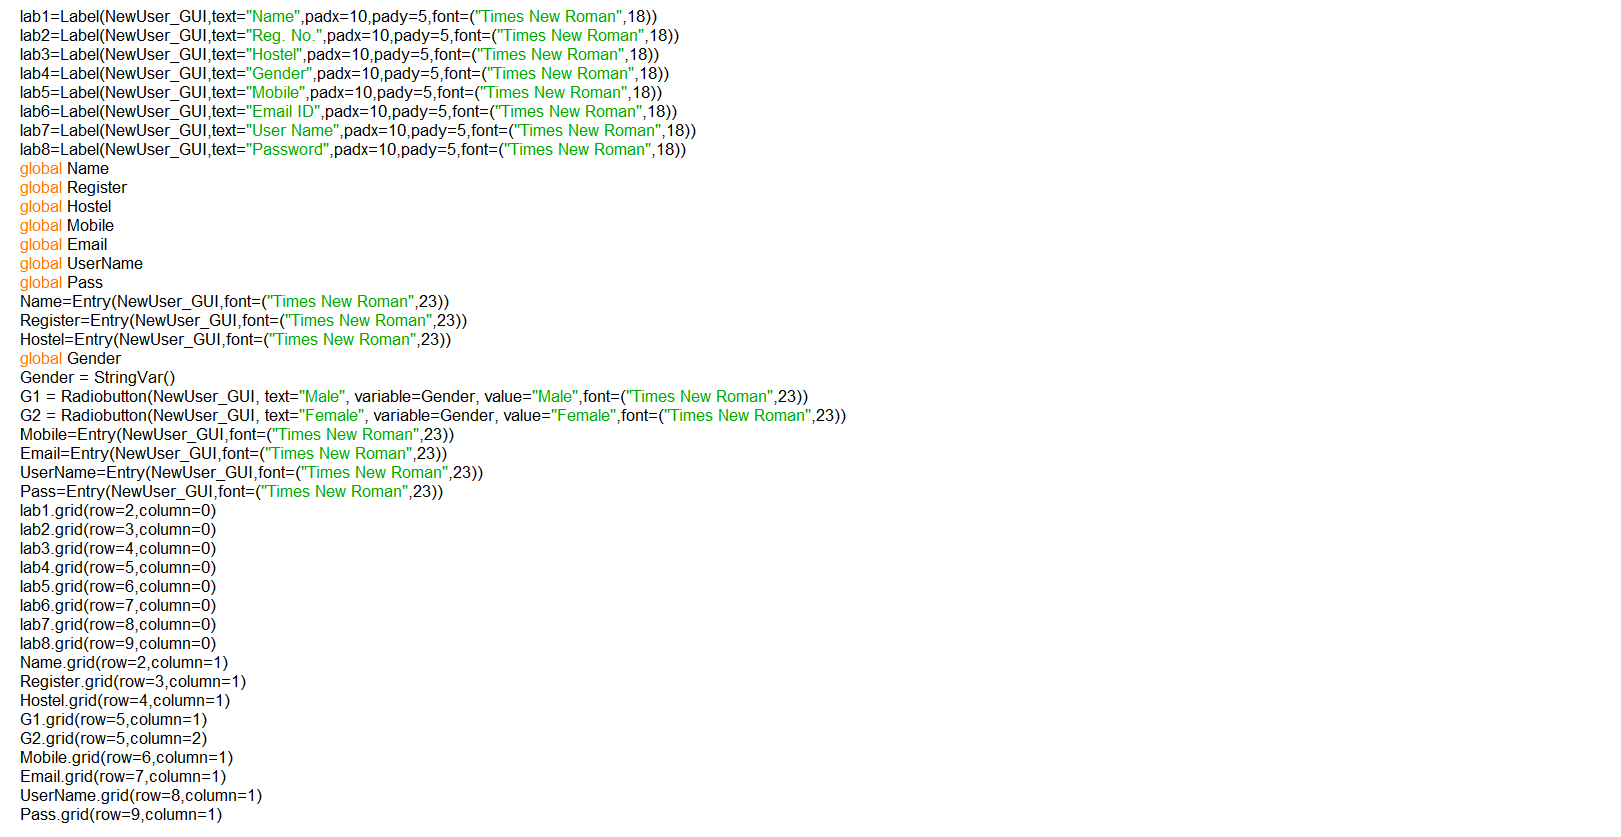 lab1=Label(NewUser_GUI,text="Name",padx=10,pady=5,font=("Times New Roman",18))
lab2=Label(NewUser_GUI,text="Reg. No.",padx=10,pady=5,font=("Times New Roman",18))
lab3=Label(NewUser_GUI,text="Hostel",padx=10,pady=5,font=("Times New Roman",18))
lab4=Label(NewUser_GUI,text="Gender",padx=10,pady=5,font=("Times New Roman",18))
lab5=Label(NewUser_GUI,text="Mobile",padx=10,pady=5,font=("Times New Roman",18))
lab6=Label(NewUser_GUI,text="Email ID",padx=10,pady=5,font=("Times New Roman",18))
lab7=Label(NewUser_GUI,text="User Name",padx=10,pady=5,font=("Times New Roman",18))
lab8=Label(NewUser_GUI,text="Password",padx=10,pady=5,font=("Times New Roman",18))
global Name
global Register
global Hostel
global Mobile
global Email
global UserName
global Pass
Name=Entry(NewUser_GUI,font=("Times New Roman",23))
Register=Entry(NewUser_GUI,font=("Times New Roman",23))
Hostel=Entry(NewUser_GUI,font=("Times New Roman",23))
global Gender
Gender = StringVar()
G1 = Radiobutton(NewUser_GUI, text="Male", variable=Gender, value="Male",font=("Times New Roman",23))
G2 = Radiobutton(NewUser_GUI, text="Female", variable=Gender, value="Female",font=("Times New Roman",23))
Mobile=Entry(NewUser_GUI,font=("Times New Roman",23))
Email=Entry(NewUser_GUI,font=("Times New Roman",23))
UserName=Entry(NewUser_GUI,font=("Times New Roman",23))
Pass=Entry(NewUser_GUI,font=("Times New Roman",23))
lab1.grid(row=2,column=0)
lab2.grid(row=3,column=0)
lab3.grid(row=4,column=0)
lab4.grid(row=5,column=0)
lab5.grid(row=6,column=0)
lab6.grid(row=7,column=0)
lab7.grid(row=8,column=0)
lab8.grid(row=9,column=0)
Name.grid(row=2,column=1)
Register.grid(row=3,column=1)
Hostel.grid(row=4,column=1)
G1.grid(row=5,column=1)
G2.grid(row=5,column=2)
Mobile.grid(row=6,column=1)
Email.grid(row=7,column=1)
UserName.grid(row=8,column=1)
Pass.grid(row=9,column=1)